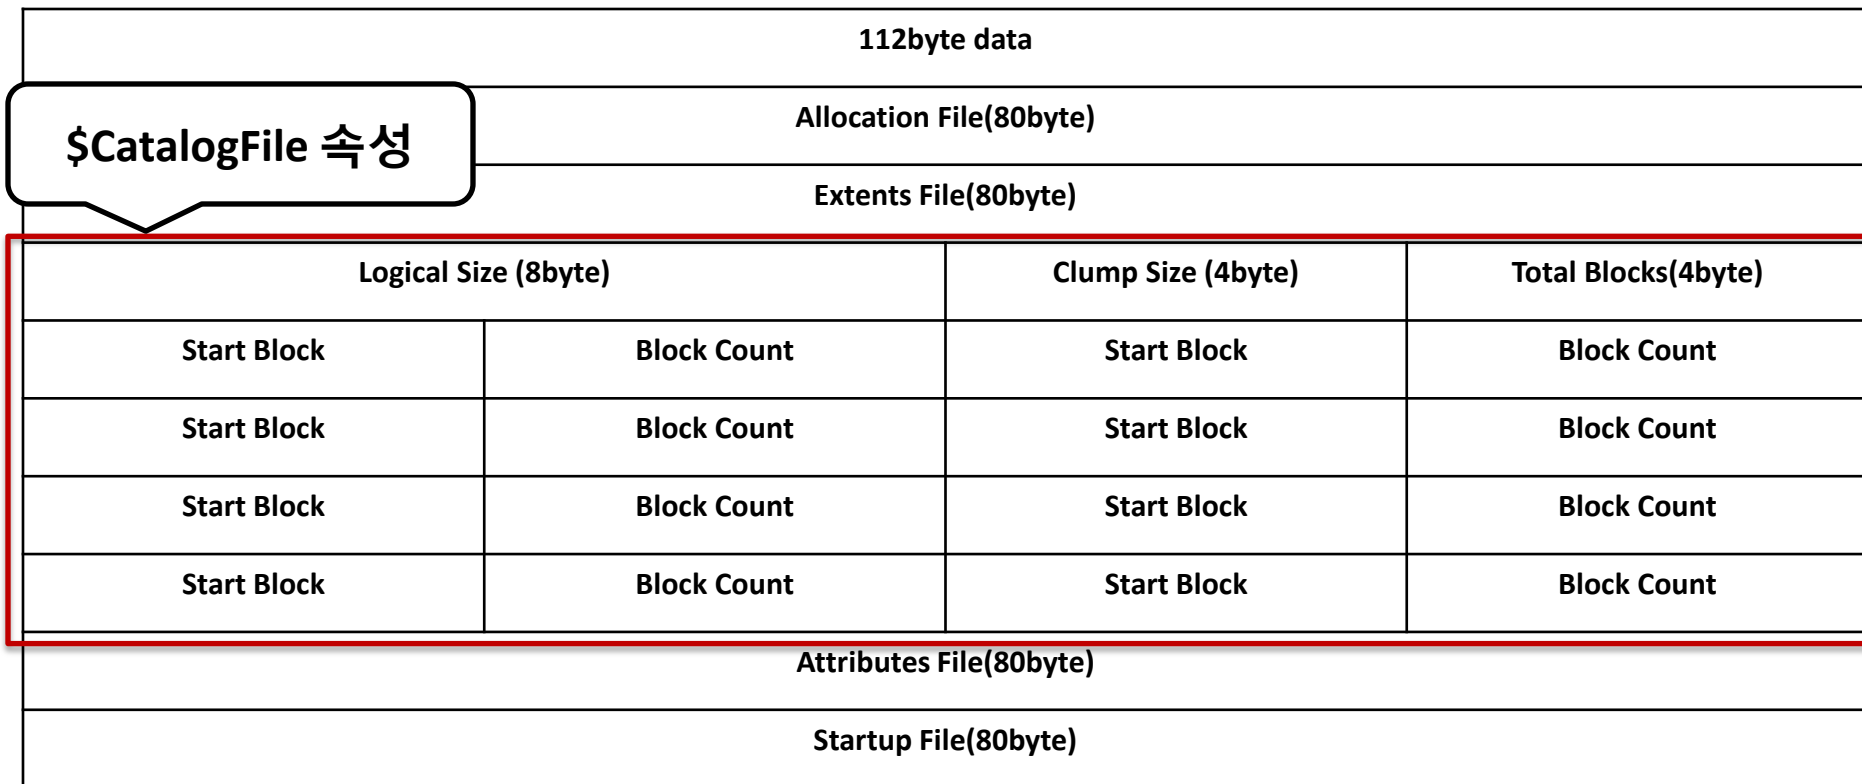 112byte data
Allocation File(80byte)
$CatalogFile 속성
Extents File(80byte)
Logical Size (8byte) Clump Size (4byte) Total Blocks(4byte)
Start Block Block Count Start Block Block Count
Start Block Block Count Start Block Block Count
Start Block Block Count Start Block Block Count
Start Block Block Count Start Block Block Count
Attributes File(80byte)
Startup File(80byte)